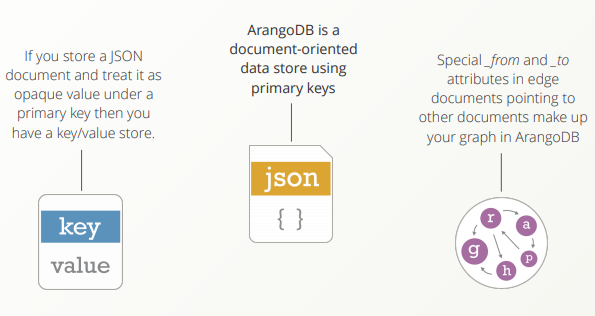 If you store a JSON
document and treat it as
opaque value under a
primary key then you
have a key/value store.
key
value
ArangoDB is a
document-oriented
data store using
primary keys
json
{ }
Special _from and _to
attributes in edge
documents pointing to
other documents make up
your graph in ArangoDB
g
r
a
p
h